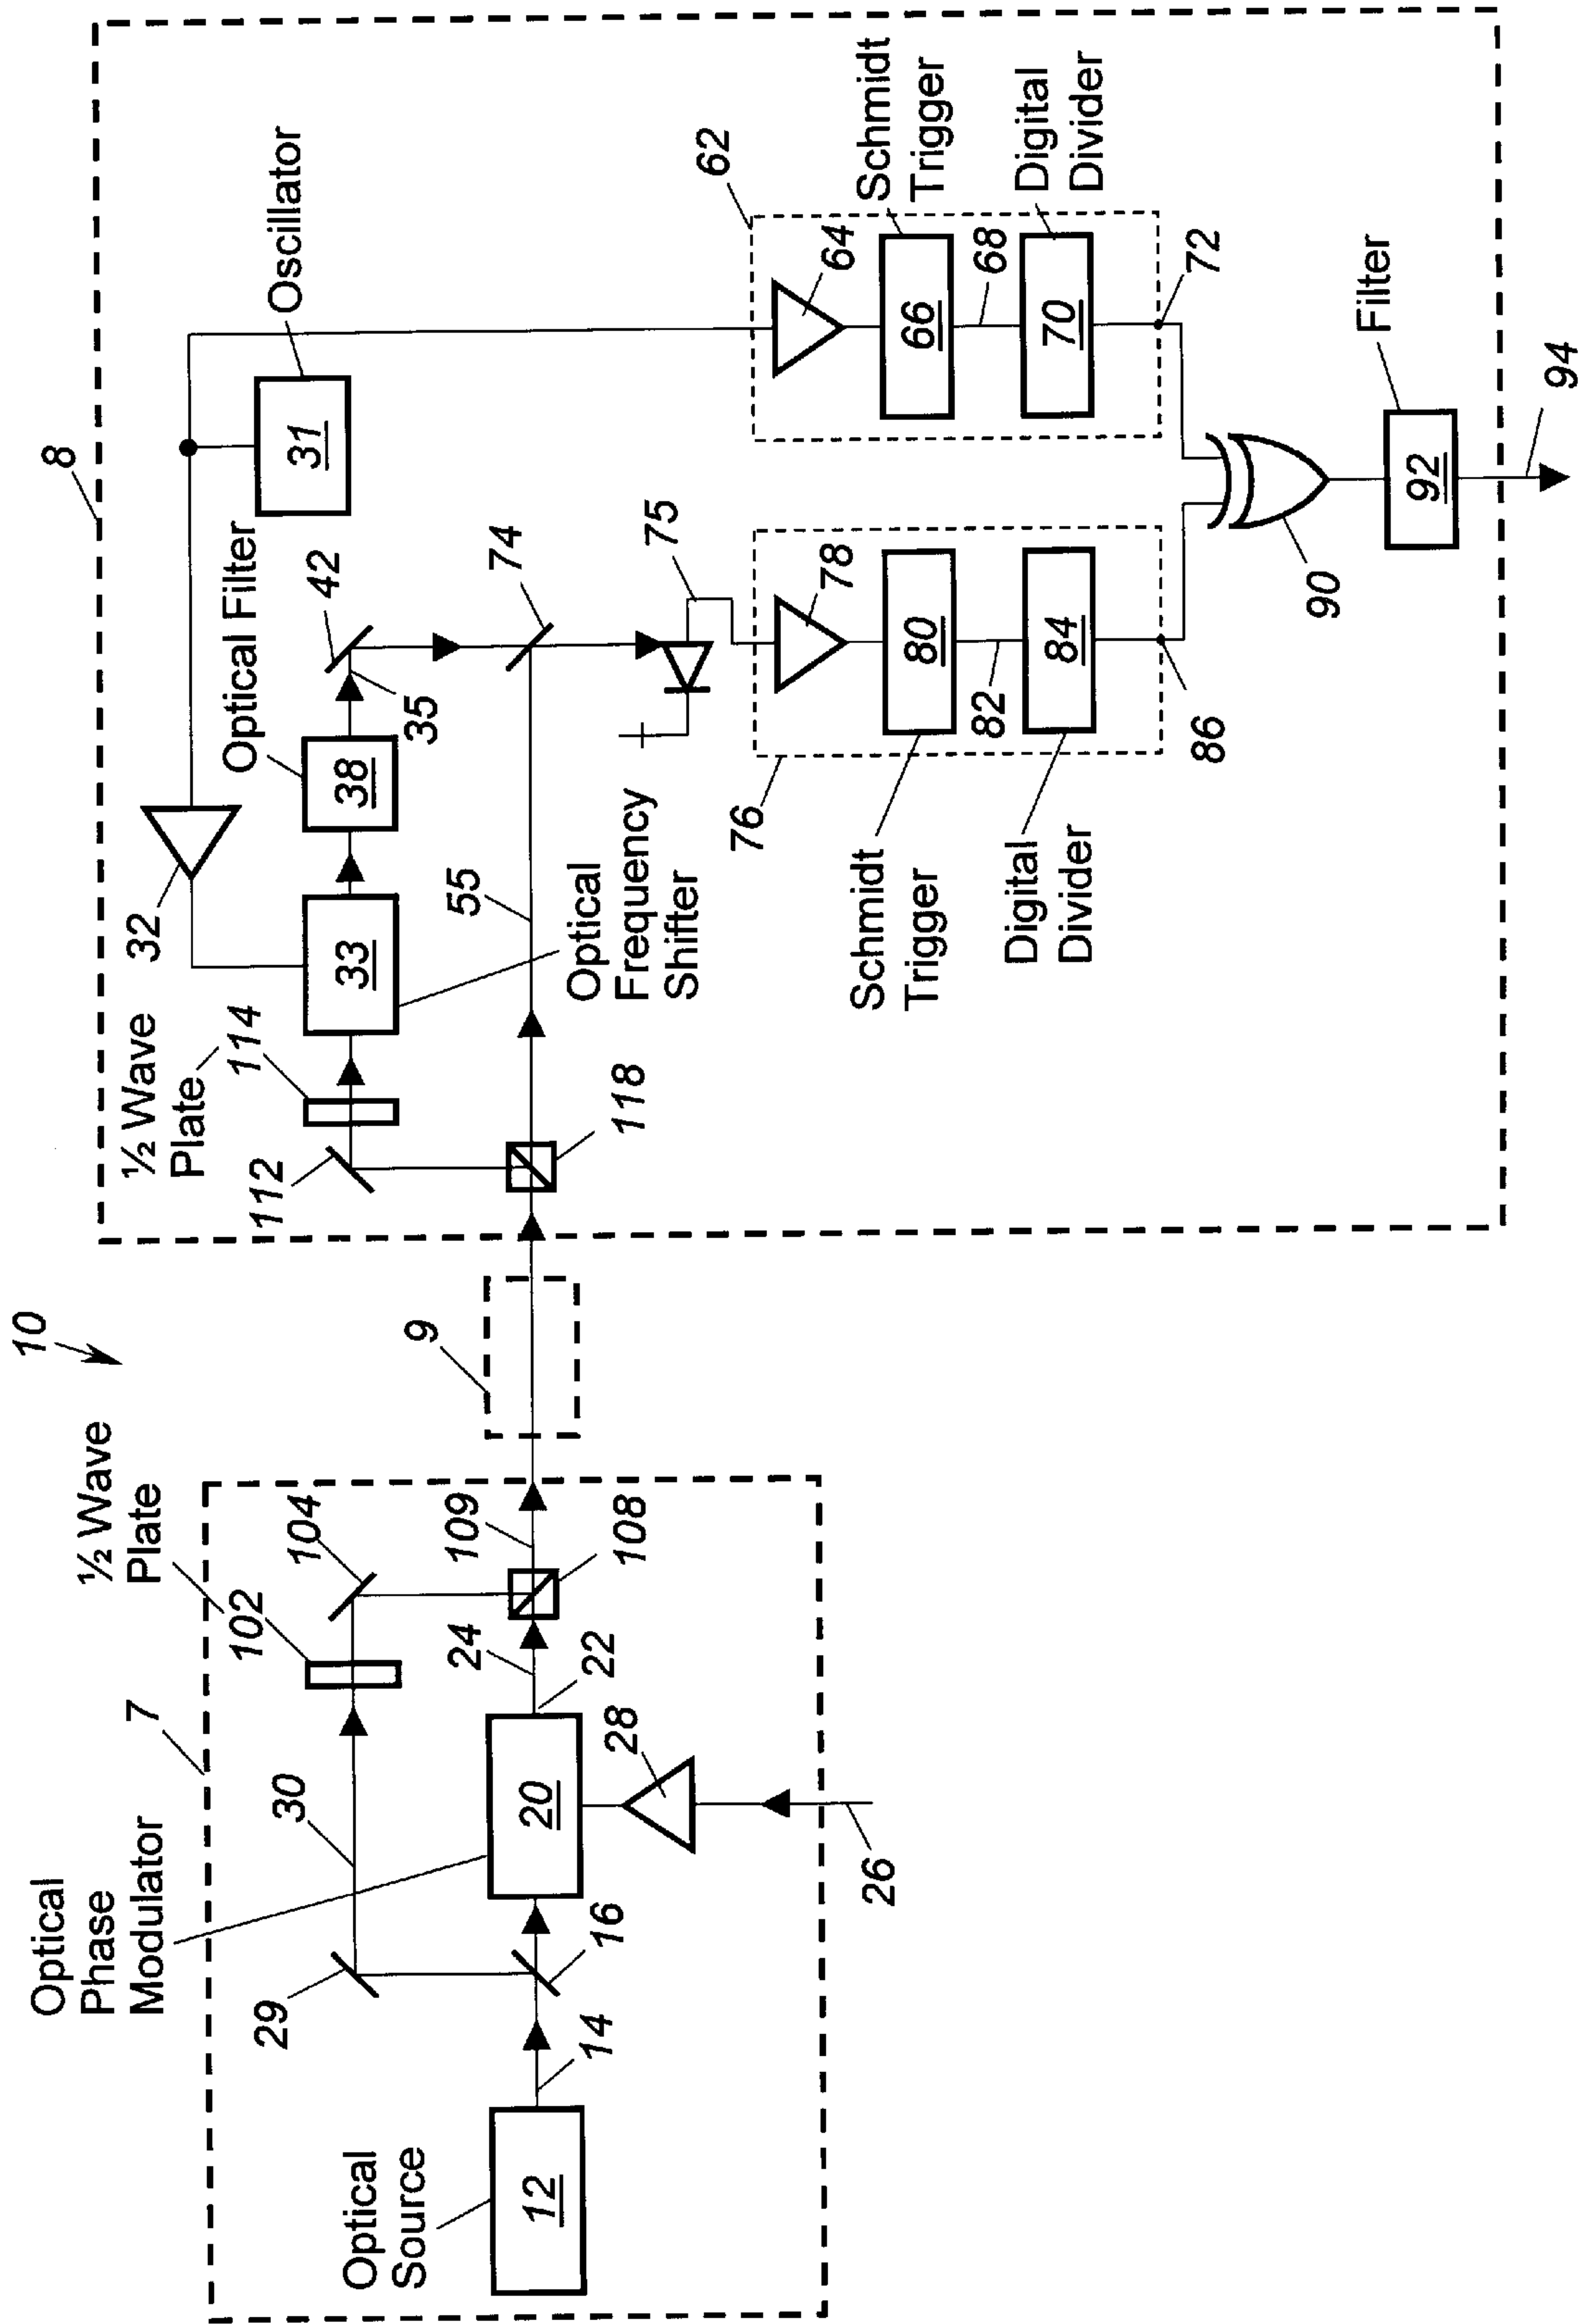 10
7
Optical
Phase
Modulator
Optical
Source
12
14
16
29
30
20
22
24
26
28
½ Wave
Plate
102
104
108
109
9
8
½ Wave
Plate
114
112
118
32
33
Optical
Frequency
Shifter
Optical Filter
38
35
42
55
74
75
Oscillator
31
76
78
80
82
84
86
Schmidt
Trigger
Digital
Divider
62
64
66
68
70
72
Schmidt
Trigger
Digital
Divider
90
Filter
92
94